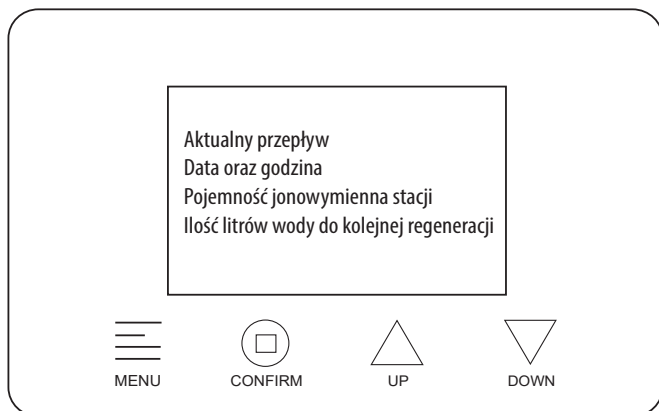 Aktualny przepływ
Data oraz godzina
Pojemność jonowymienna stacji
Ilość litrów wody do kolejnej regeneracji
MENU CONFIRM UP DOWN